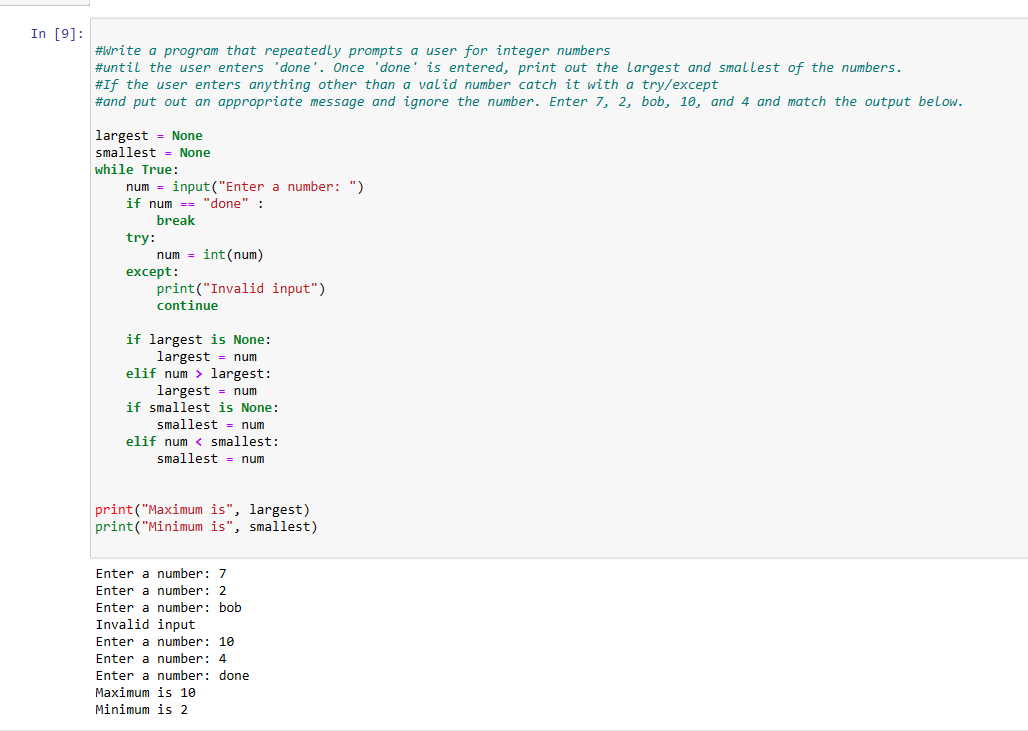 In [9]:
#Write a program that repeatedly prompts a user for integer numbers
#until the user enters 'done'. Once 'done' is entered, print out the largest and smallest of the numbers.
#If the user enters anything other than a valid number catch it with a try/except
#and put out an appropriate message and ignore the number. Enter 7, 2, bob, 10, and 4 and match the output below.
largest = None
smallest = None
while True:
    num = input("Enter a number: ")
    if num == "done" :
        break
    try:
        num = int(num)
    except:
        print("Invalid input")
        continue
    if largest is None:
        largest = num
    elif num > largest:
        largest = num
    if smallest is None:
        smallest = num
    elif num < smallest:
        smallest = num
print("Maximum is", largest)
print("Minimum is", smallest)
Enter a number: 7
Enter a number: 2
Enter a number: bob
Invalid input
Enter a number: 10
Enter a number: 4
Enter a number: done
Maximum is 10
Minimum is 2